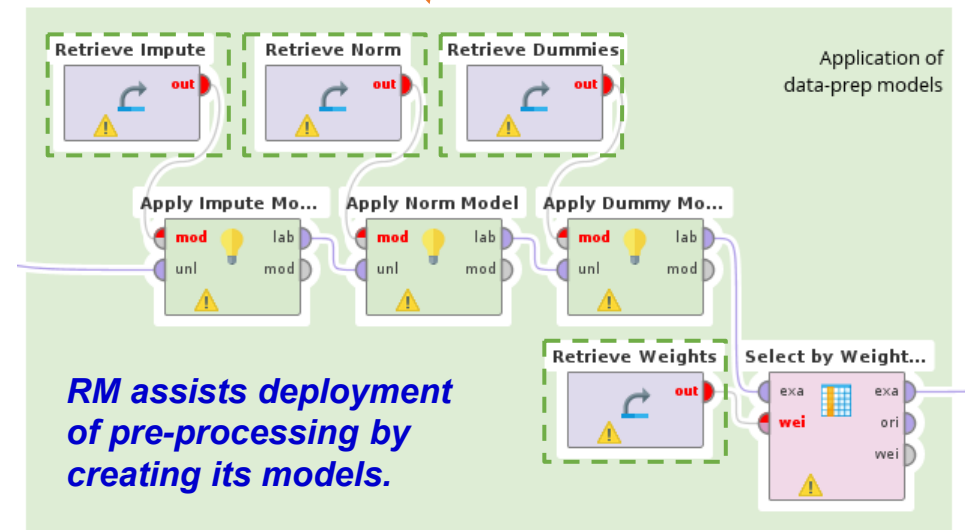 Retrieve Impute
Retrieve Norm
Retrieve Dummies
out
out
out
Application of
data-prep models
Apply Impute Mo...
Apply Norm Model
Apply Dummy Mo...
mod
lab
unl
mod
mod
lab
unl
mod
mod
lab
unl
mod
Retrieve Weights
Select by Weight...
out
exa
exa
wei
ori
wei
RM assists deployment
of pre-processing by
creating its models.